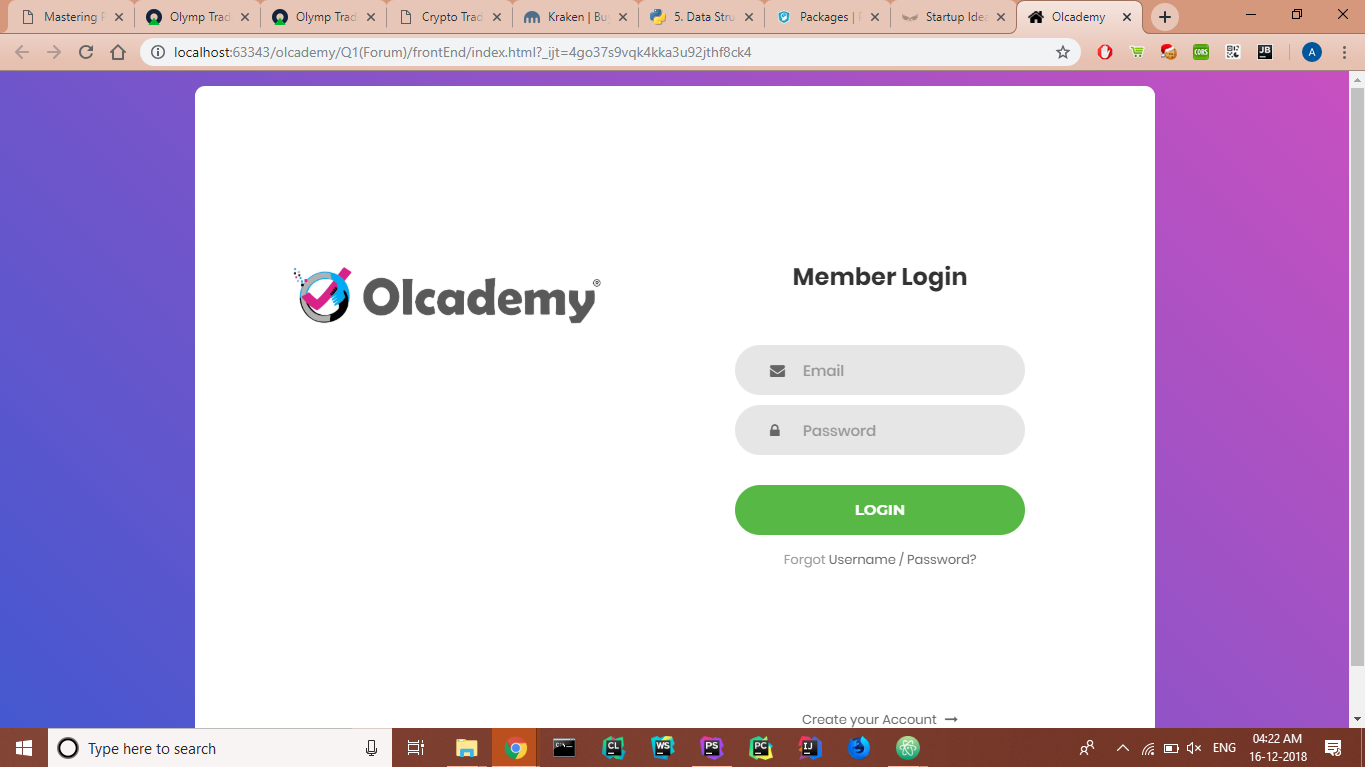 Mastering
Olymp Trad
Olymp Trad
Crypto Trad
Kraken | Bu
5. Data Stru
Packages |
Startup Idea
Olcademy
localhost:63343/olcademy/Q1(Forum)/frontEnd/index.html?_ijt=4go37s9vqk4kka3u92jthf8ck4
CORS
JB
A
Olcademy®
Member Login
Email
Password
LOGIN
Forgot Username / Password?
Create your Account →
Type here to search
CL
WS
PS
PC
IJ
ENG
04:22 AM
16-12-2018